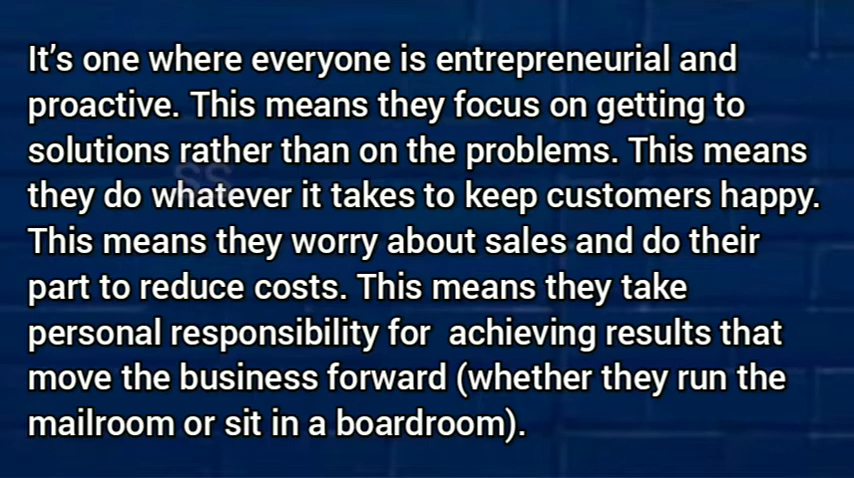 It's one where everyone is entrepreneurial and
proactive. This means they focus on getting to
solutions rather than on the problems. This means
they do whatever it takes to keep customers happy.
This means they worry about sales and do their
part to reduce costs. This means they take
personal responsibility for  achieving results that
move the business forward (whether they run the
mailroom or sit in a boardroom).